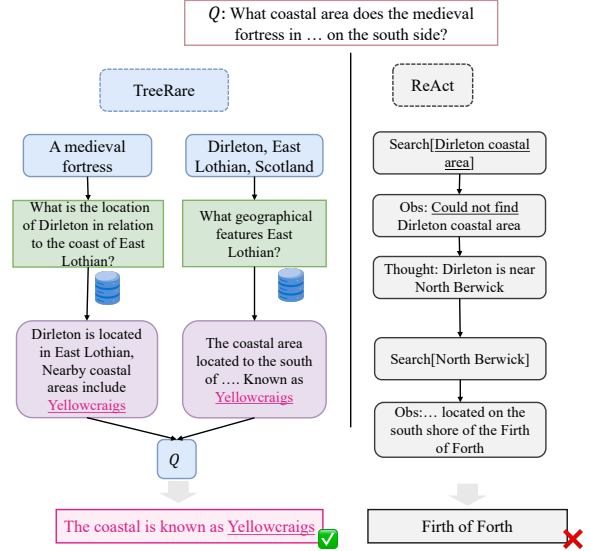 Q: What coastal area does the medieval
fortress in … on the south side?
TreeRare
A medieval
fortress
Dirleton, East
Lothian, Scotland
What is the location
of Dirleton in relation
to the coast of East
Lothian?
What geographical
features East
Lothian?
Dirleton is located
in East Lothian,
Nearby coastal
areas include
Yellowcraigs
The coastal area
located to the south
of …. Known as
Yellowcraigs
Q
The coastal is known as Yellowcraigs
ReAct
Search[Dirleton coastal
area]
Obs: Could not find
Dirleton coastal area
Thought: Dirleton is near
North Berwick
Search[North Berwick]
Obs:… located on the
south shore of the Firth
of Forth
Firth of Forth